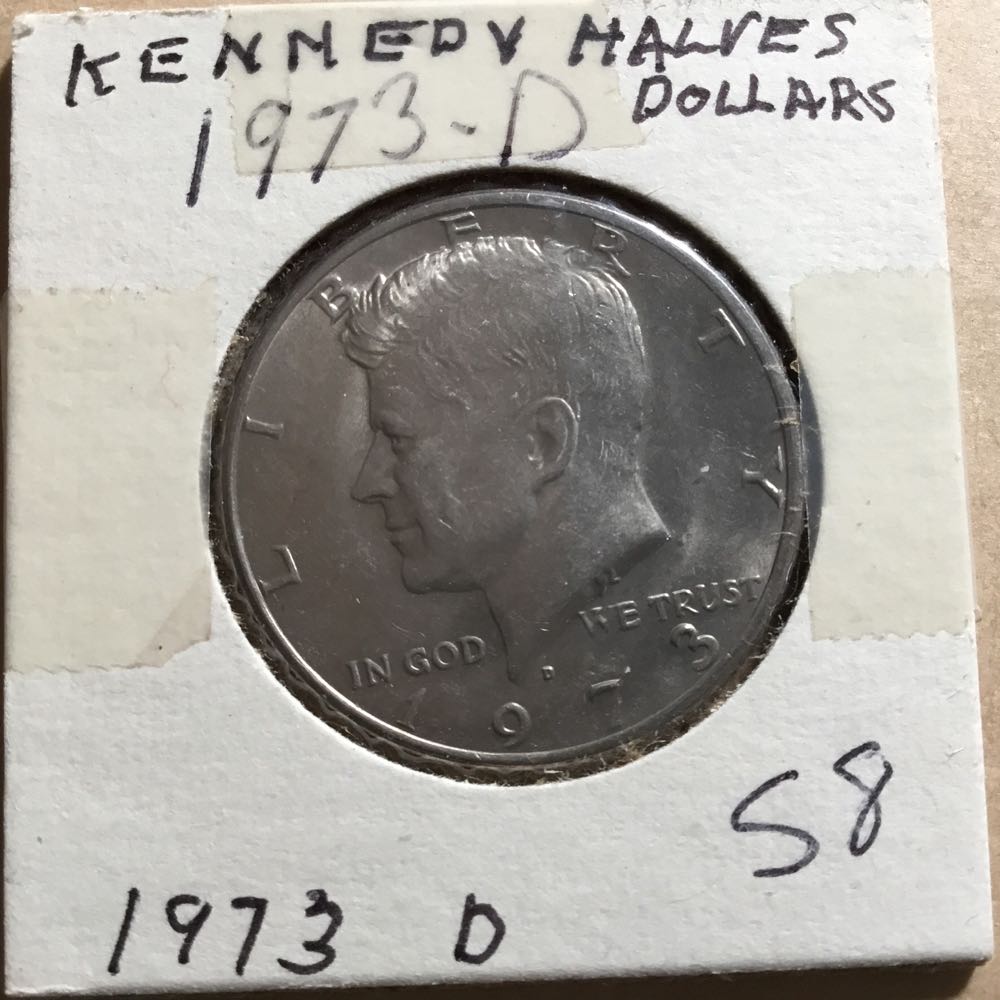 KENNEDY HALVES
DOLLARS
1973-D
LIBERTY
IN GOD WE TRUST
D
1973
S8
1973 D